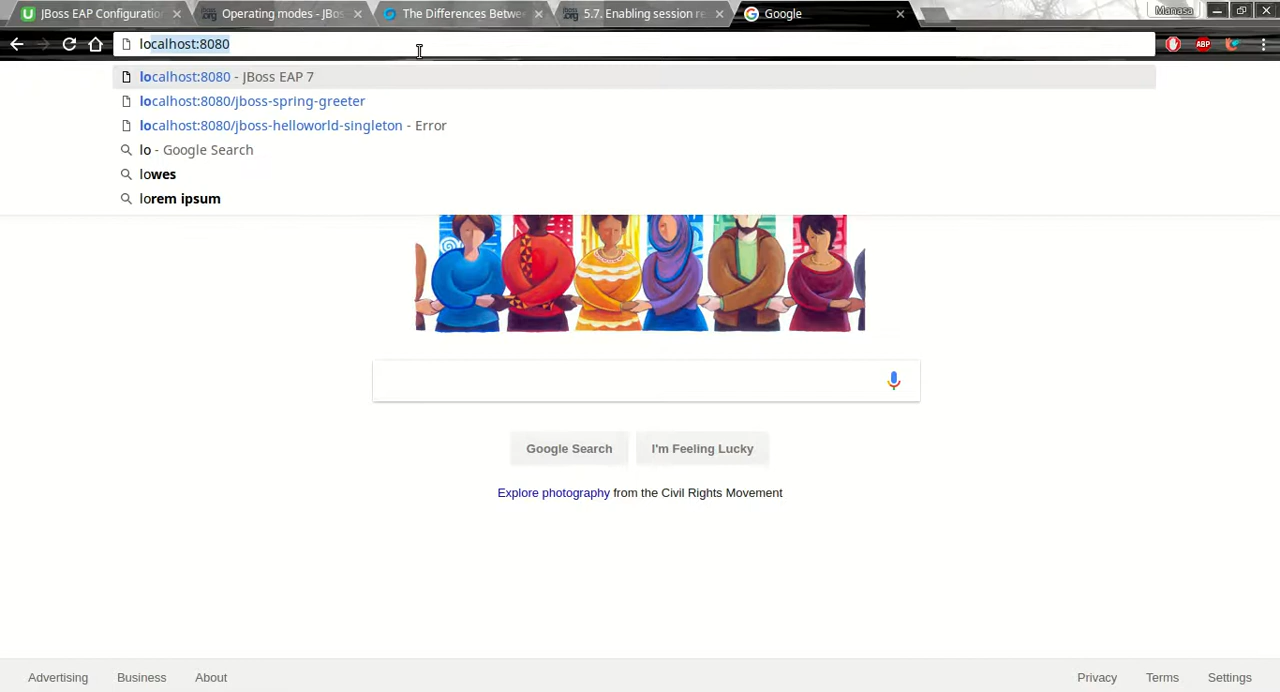 JBoss EAP Configuratio
Operating modes - JBos
The Differences Betwe
5.7. Enabling session re
Google
Manasa
localhost:8080
ABP
localhost:8080 - JBoss EAP 7
localhost:8080/jboss-spring-greeter
localhost:8080/jboss-helloworld-singleton - Error
lo - Google Search
lowes
lorem ipsum
Google Search
I'm Feeling Lucky
Explore photography from the Civil Rights Movement
Advertising
Business
About
Privacy
Terms
Settings